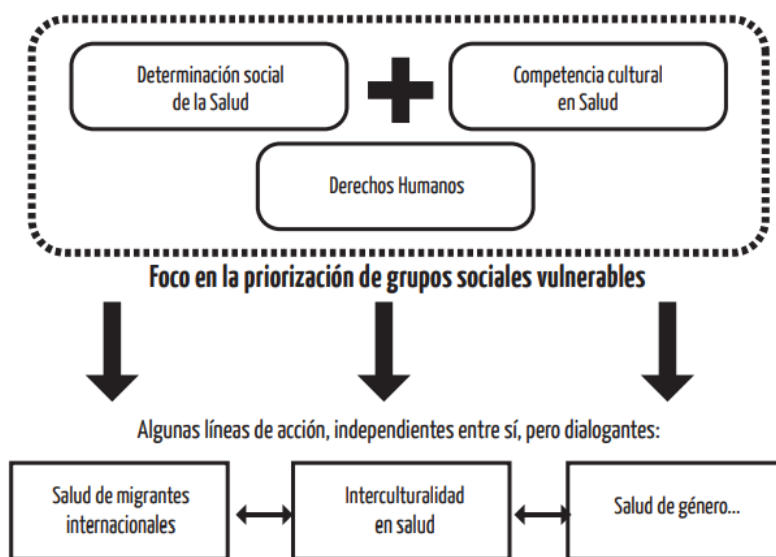 Determinación social
de la Salud
Competencia cultural
en Salud
Derechos Humanos
Foco en la priorización de grupos sociales vulnerables
Algunas líneas de acción, independientes entre sí, pero dialogantes:
Salud de migrantes
internacionales
Interculturalidad
en salud
Salud de género...